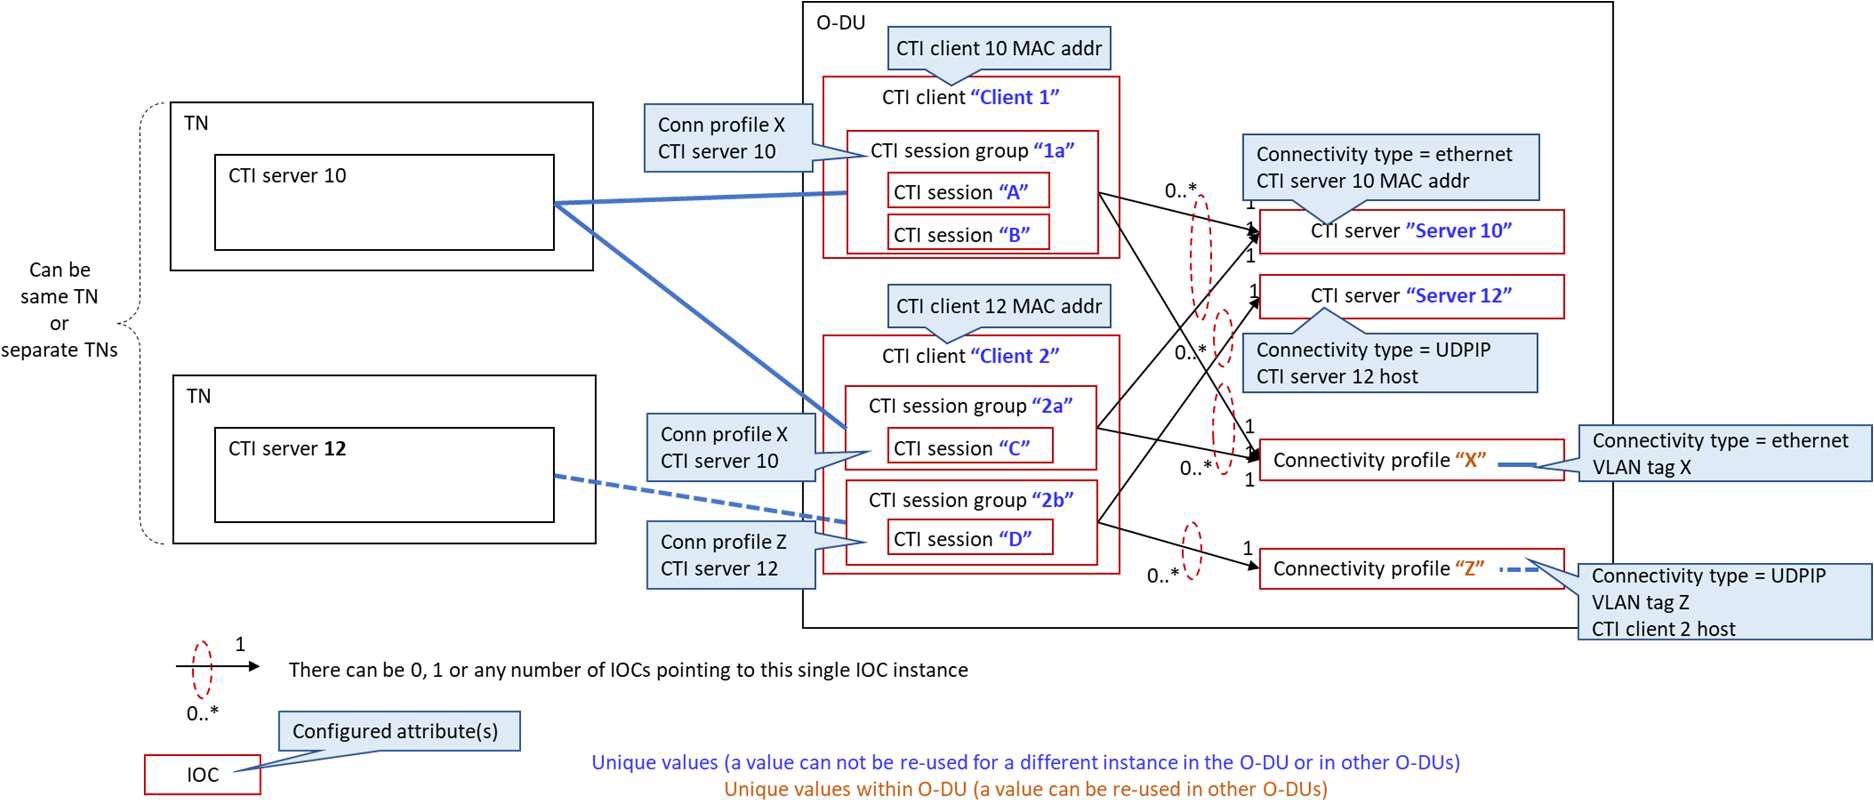 O-DU
CTI client 10 MAC addr
CTI client “Client 1”
TN
CTI server 10
Conn profile X
CTI server 10
CTI session group “1a”
CTI session “A”
CTI session “B”
0..*
1
1
1
Connectivity type = ethernet
CTI server 10 MAC addr
CTI server ”Server 10”
Can be
same TN
or
separate TNs
CTI client 12 MAC addr
1
CTI server “Server 12”
CTI client “Client 2”
0..*
Connectivity type = UDPIP
CTI server 12 host
TN
CTI server 12
Conn profile X
CTI server 10
CTI session group “2a”
CTI session “C”
0..*
1
1
1
Connectivity profile “X”
Connectivity type = ethernet
VLAN tag X
CTI session group “2b”
CTI session “D”
Conn profile Z
CTI server 12
0..*
1
Connectivity profile “Z”
Connectivity type = UDPIP
VLAN tag Z
CTI client 2 host
1
0..*
There can be 0, 1 or any number of IOCs pointing to this single IOC instance
Configured attribute(s)
IOC
Unique values (a value can not be re-used for a different instance in the O-DU or in other O-DUs)
Unique values within O-DU (a value can be re-used in other O-DUs)